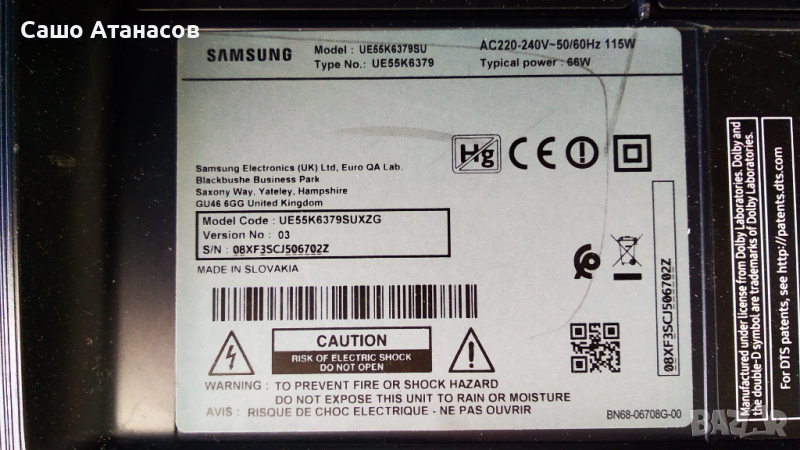 Сашо Атанасов
SAMSUNG
Model : UE55K6379SU
Type No.: UE55K6379
AC220-240V~50/60Hz 115W
Typical power : 66W
Hg
CE
Samsung Electronics (UK) Ltd, Euro QA Lab.
Blackbushe Business Park
Saxony Way, Yateley, Hampshire
GU46 6GG United Kingdom
Model Code : UE55K6379SUXZG
Version No : 03
S/N : 08XF3SCJ506702Z
MADE IN SLOVAKIA
CAUTION
RISK OF ELECTRIC SHOCK
DO NOT OPEN
WARNING : TO PREVENT FIRE OR SHOCK HAZARD
DO NOT EXPOSE THIS UNIT TO RAIN OR MOISTURE
AVIS : RISQUE DE CHOC ELECTRIQUE - NE PAS OUVRIR
BN68-06708G-00
08XF3SCJ506702Z
Manufactured under license from Dolby Laboratories. Dolby and
the double-D symbol are trademarks of Dolby Laboratories.
For DTS patents, see http://patents.dts.com.
BAZAR